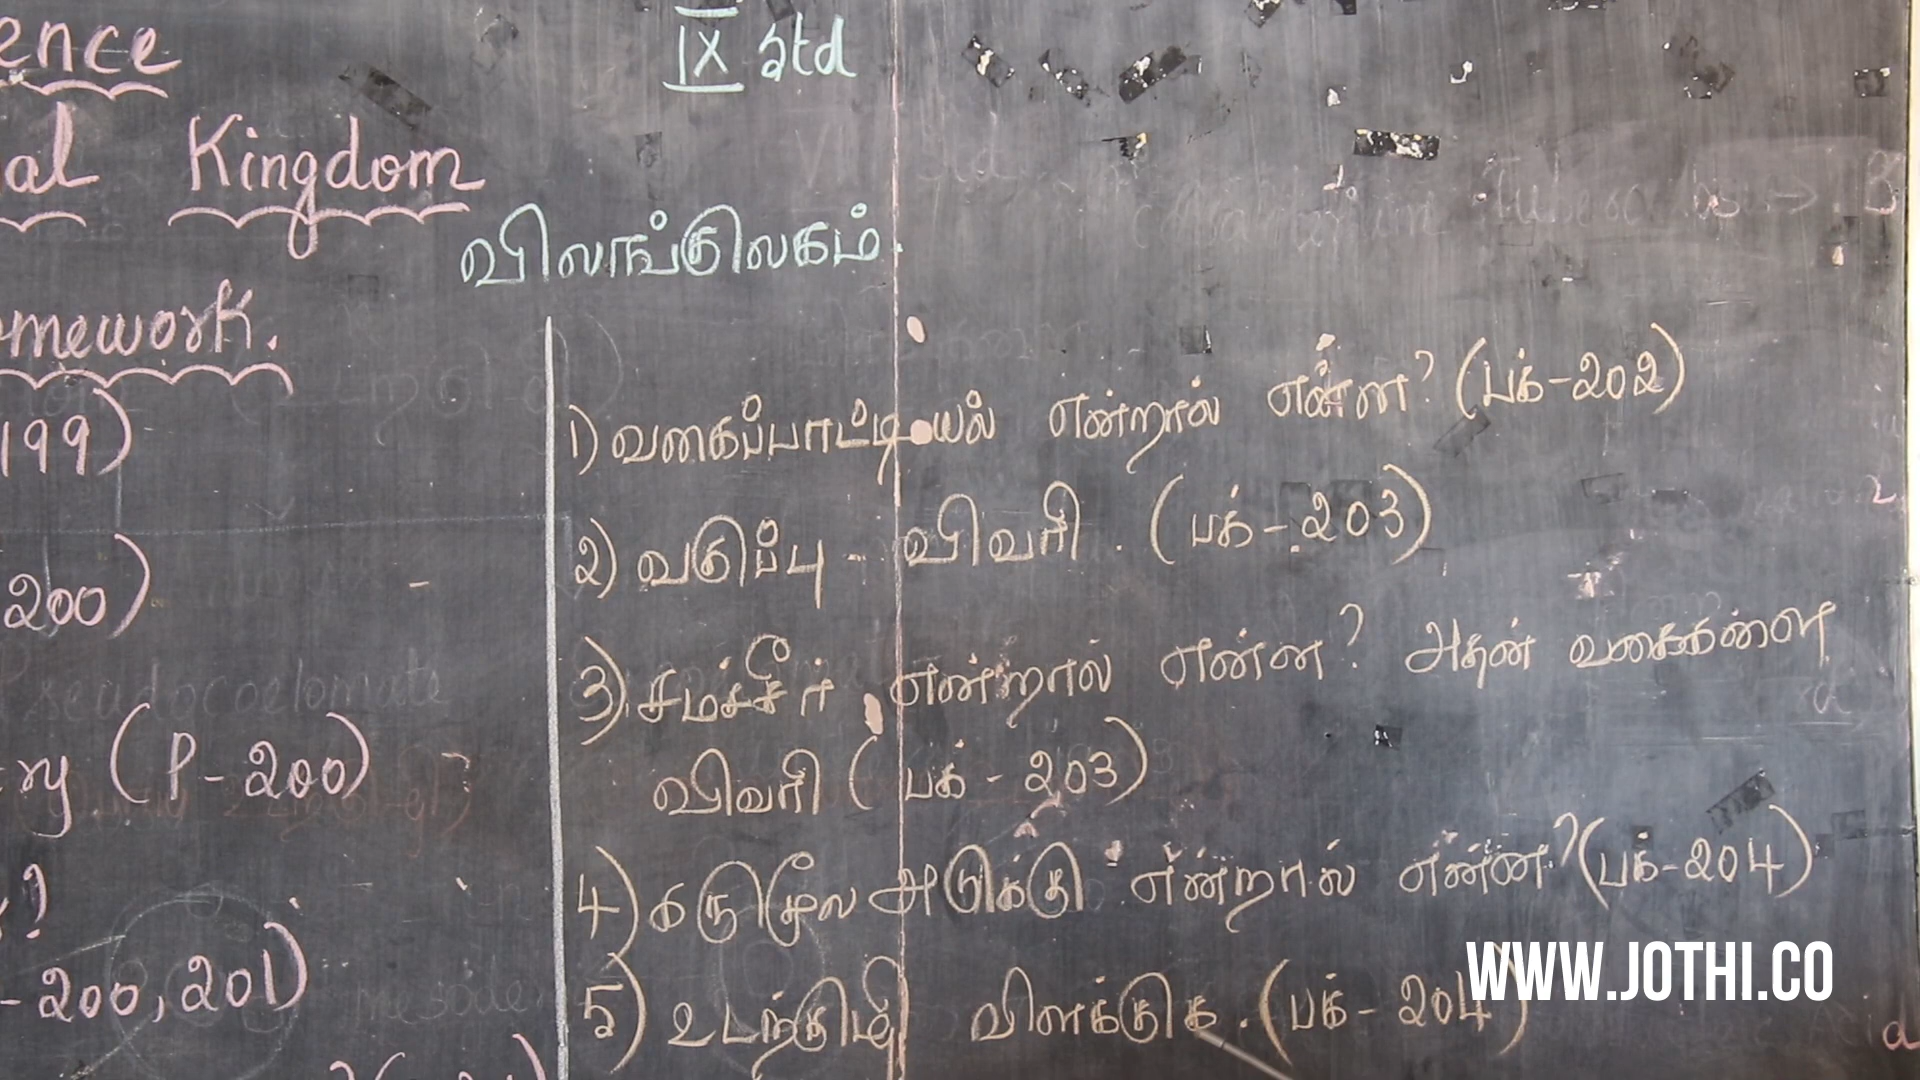 ence
IX std
al Kingdom
விலங்குலகம்.
omework.
199)
200)
ry (P-200)
?
-200, 201)
1) வகைப்பாட்டியல் என்றால் என்ன? (பக்-202)
2) வகுப்பு - விவரி. (பக்-203)
3) சமச்சீர் என்றால் என்ன? அதன் வகைகளை
விவரி (பக்-203)
4) கருமூல அடுக்கு என்றால் என்ன? (பக்-204)
5) உடற்குழி விளக்குக. (பக்-204)
Pseudocoelomate
WWW.JOTHI.CO